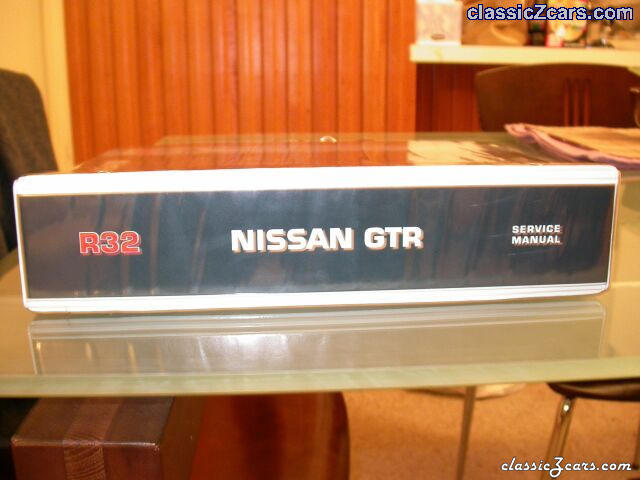 classicZcars.com
R32
NISSAN GTR
SERVICE
MANUAL
classicZcars.com